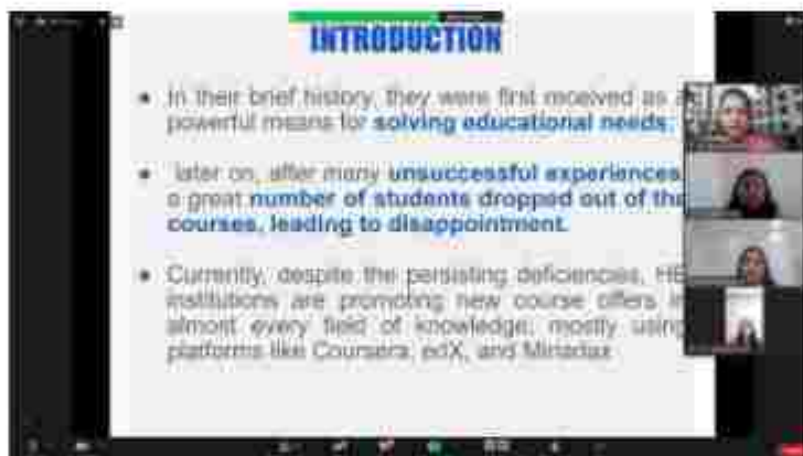 INTRODUCTION
In their brief history, they were first received as a
powerful means for solving educational needs;
later on, after many unsuccessful experiences,
a great number of students dropped out of the
courses, leading to disappointment.
Currently, despite the persisting deficiencies, HE
institutions are promoting new course offers in
almost every field of knowledge, mostly using
platforms like Coursera, edX, and Miriadax